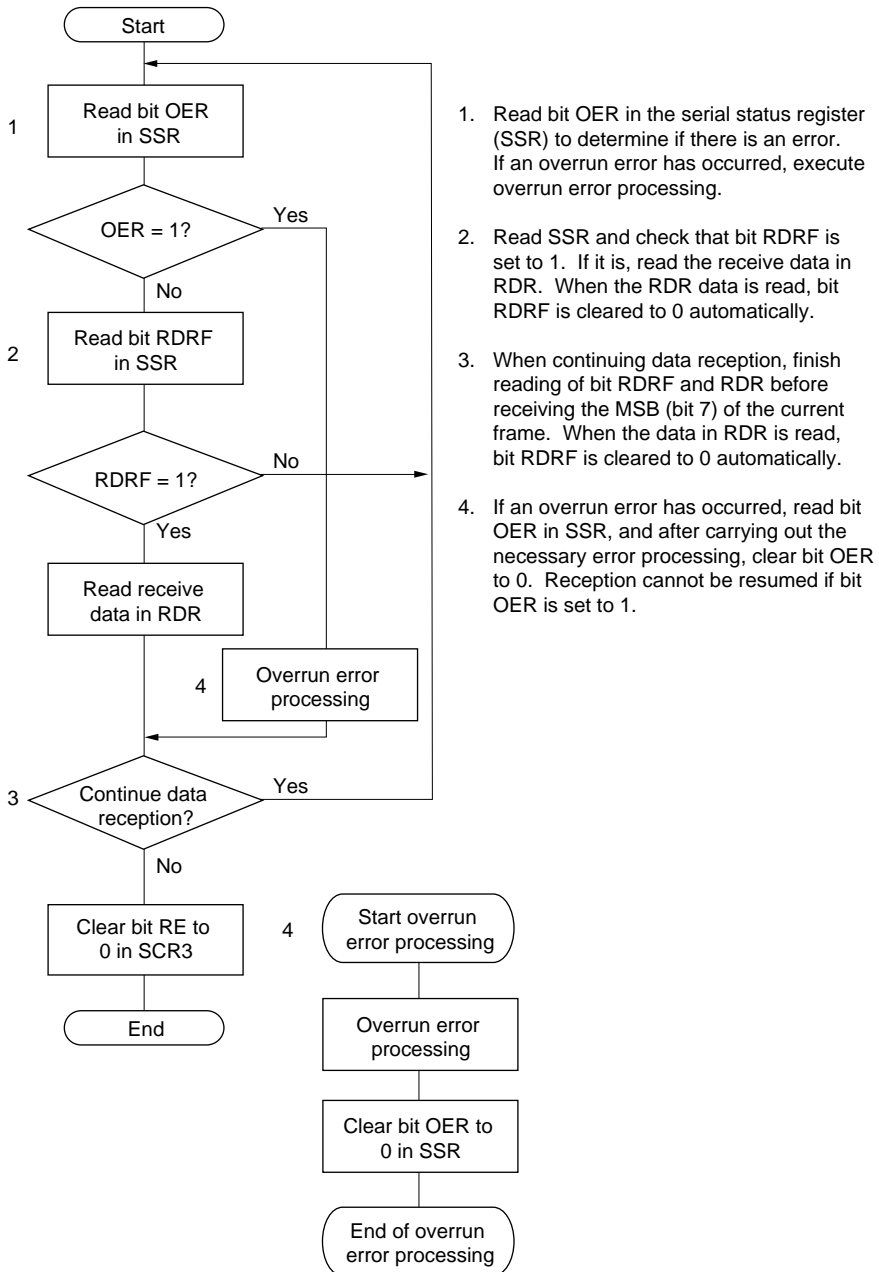 Start
1
Read bit OER
in SSR
OER = 1?
Yes
No
2
Read bit RDRF
in SSR
RDRF = 1?
No
Yes
Read receive
data in RDR
4
Overrun error
processing
3
Continue data
reception?
Yes
No
Clear bit RE to
0 in SCR3
End
4
Start overrun
error processing
Overrun error
processing
Clear bit OER to
0 in SSR
End of overrun
error processing
1. Read bit OER in the serial status register
(SSR) to determine if there is an error.
If an overrun error has occurred, execute
overrun error processing.
2. Read SSR and check that bit RDRF is
set to 1. If it is, read the receive data in
RDR. When the RDR data is read, bit
RDRF is cleared to 0 automatically.
3. When continuing data reception, finish
reading of bit RDRF and RDR before
receiving the MSB (bit 7) of the current
frame. When the data in RDR is read,
bit RDRF is cleared to 0 automatically.
4. If an overrun error has occurred, read bit
OER in SSR, and after carrying out the
necessary error processing, clear bit OER
to 0. Reception cannot be resumed if bit
OER is set to 1.